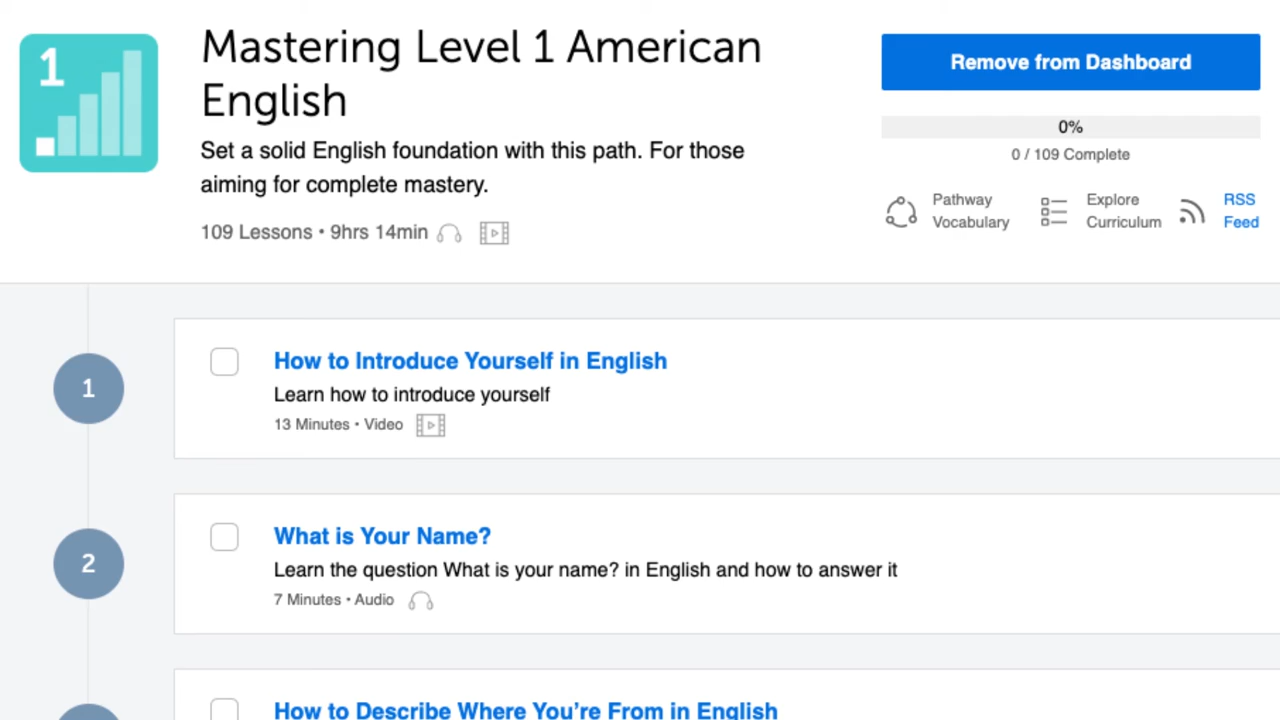 1
Mastering Level 1 American
English
Set a solid English foundation with this path. For those
aiming for complete mastery.
109 Lessons • 9hrs 14min
Remove from Dashboard
0%
0 / 109 Complete
Pathway
Vocabulary
Explore
Curriculum
RSS
Feed
1
How to Introduce Yourself in English
Learn how to introduce yourself
13 Minutes • Video
2
What is Your Name?
Learn the question What is your name? in English and how to answer it
7 Minutes • Audio
How to Describe Where You’re From in English